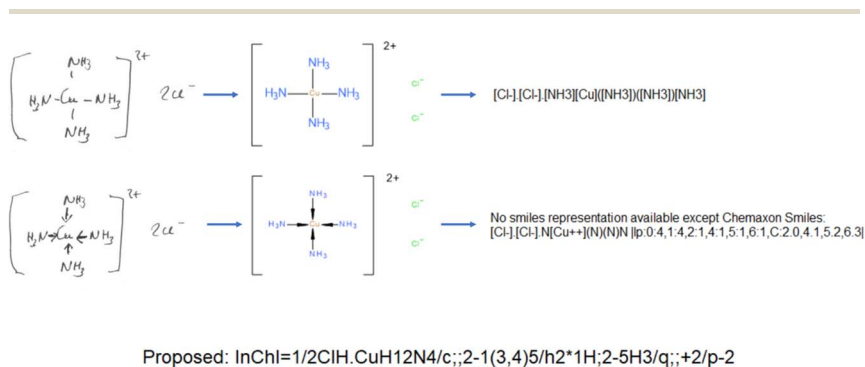 NH3
2+
H3N-Cu-NH3 2Cl-
NH3
2+
NH3
H3N Cu NH3
NH3
Cl-
Cl-
[Cl-].[Cl-].[NH3][Cu]([NH3])([NH3])[NH3]
NH3
2+
H3N→Cu←NH3 2Cl-
NH3
2+
NH3
H3N Cu NH3
NH3
Cl-
Cl-
No smiles representation available except Chemaxon Smiles:
[Cl-].[Cl-].N[Cu++](N)(N)N |lp:0:4,1:4,2:1,4:1,5:1,6:1,C:2.0,4.1,5.2,6.3|
Proposed: InChI=1/2ClH.CuH12N4/c;;2-1(3,4)5/h2*1H;2-5H3/q;;+2/p-2